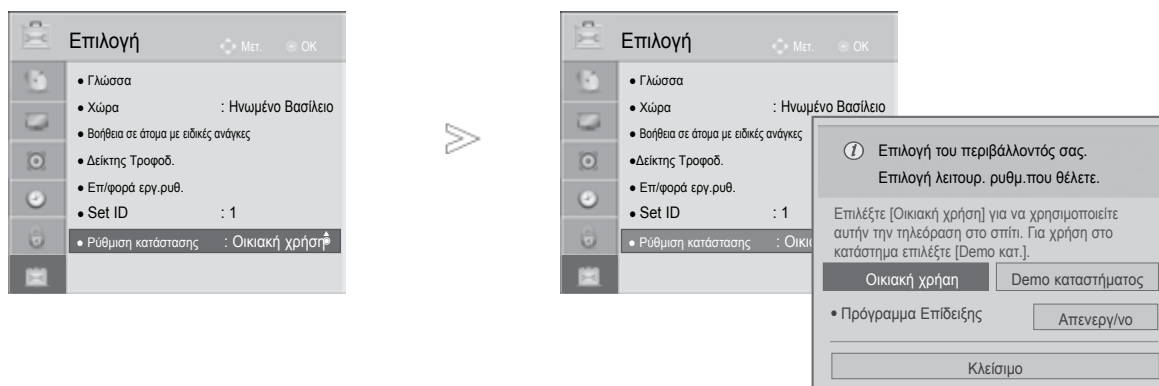 Επιλογή Μετ. OK
● Γλώσσα
● Χώρα : Ηνωμένο Βασίλειο
● Βοήθεια σε άτομα με ειδικές ανάγκες
● Δείκτης Τροφοδ.
● Επ/φορά εργ.ρυθ.
● Set ID : 1
● Ρύθμιση κατάστασης : Οικιακή χρήση
Επιλογή Μετ. OK
● Γλώσσα
● Χώρα : Ηνωμένο Βασίλειο
● Βοήθεια σε άτομα με ειδικές ανάγκες
●Δείκτης Τροφοδ.
● Επ/φορά εργ.ρυθ.
● Set ID : 1
● Ρύθμιση κατάστασης : Οικι
Επιλογή του περιβάλλοντός σας.
Επιλογή λειτουρ. ρυθμ.που θέλετε.
Επιλέξτε [Οικιακή χρήση] για να χρησιμοποιείτε
αυτήν την τηλεόραση στο σπίτι. Για χρήση στο
κατάστημα επιλέξτε [Demo κατ.].
Οικιακή χρήαη Demo καταστήματος
● Πρόγραμμα Επίδειξης Απενεργ/νο
Κλείσιμο